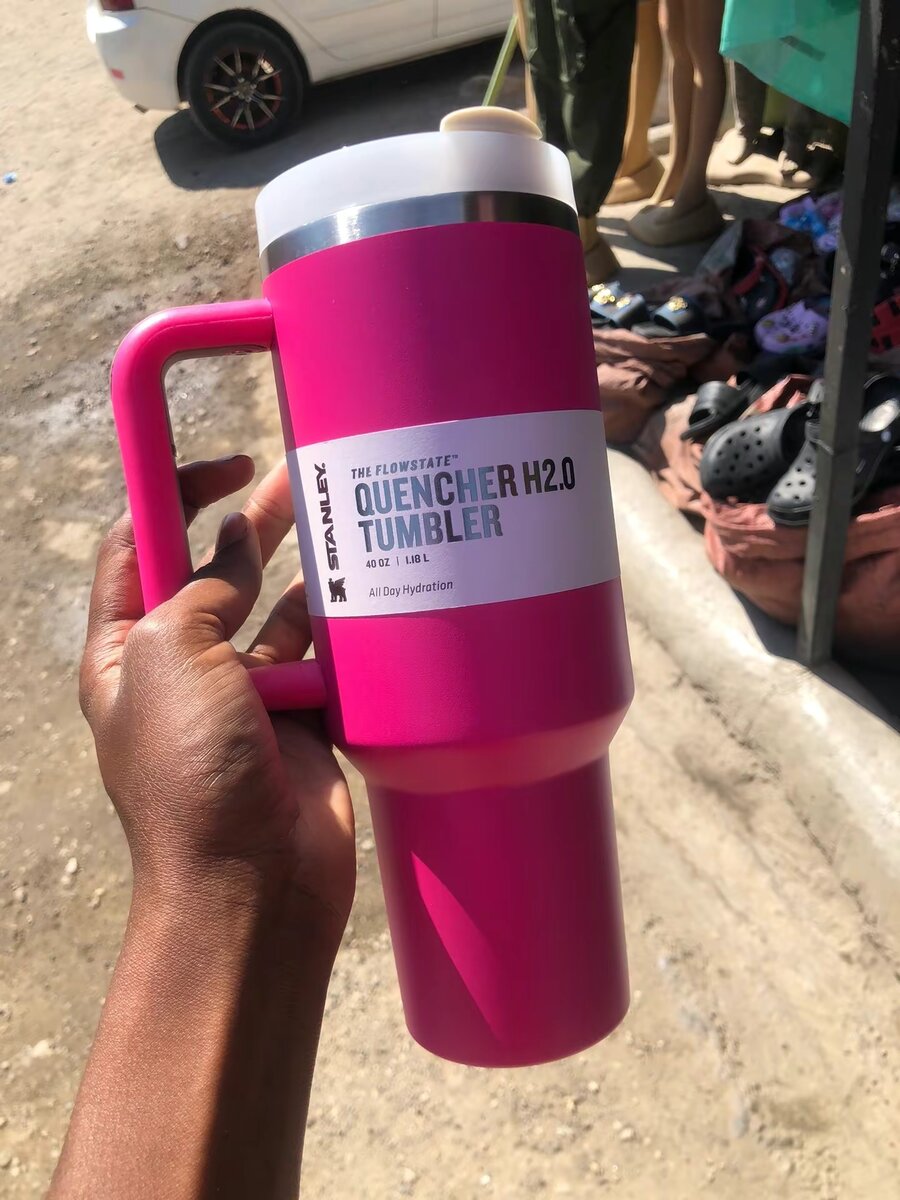 STANLEY.
THE FLOWSTATE™
QUENCHER H2.0
TUMBLER
40 OZ | 1.18 L
All Day Hydration